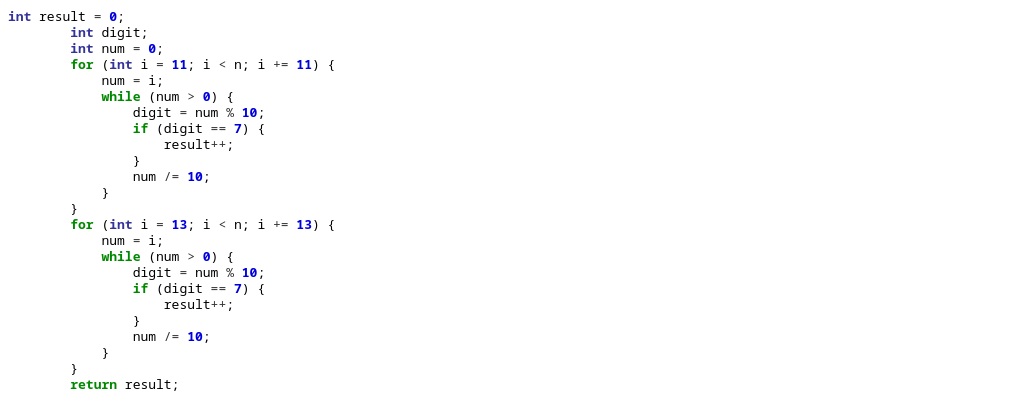 int result = 0;
        int digit;
        int num = 0;
        for (int i = 11; i < n; i += 11) {
            num = i;
            while (num > 0) {
                digit = num % 10;
                if (digit == 7) {
                    result++;
                }
                num /= 10;
            }
        }
        for (int i = 13; i < n; i += 13) {
            num = i;
            while (num > 0) {
                digit = num % 10;
                if (digit == 7) {
                    result++;
                }
                num /= 10;
            }
        }
        return result;